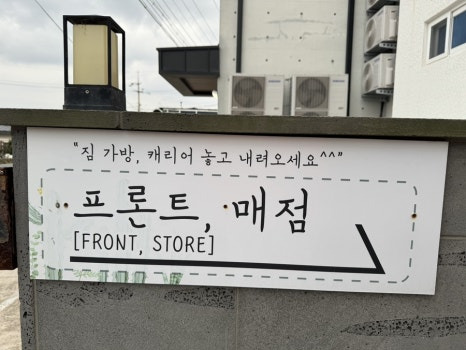 "짐 가방, 캐리어 놓고 내려오세요^^"
프론트, 매점
[FRONT, STORE]